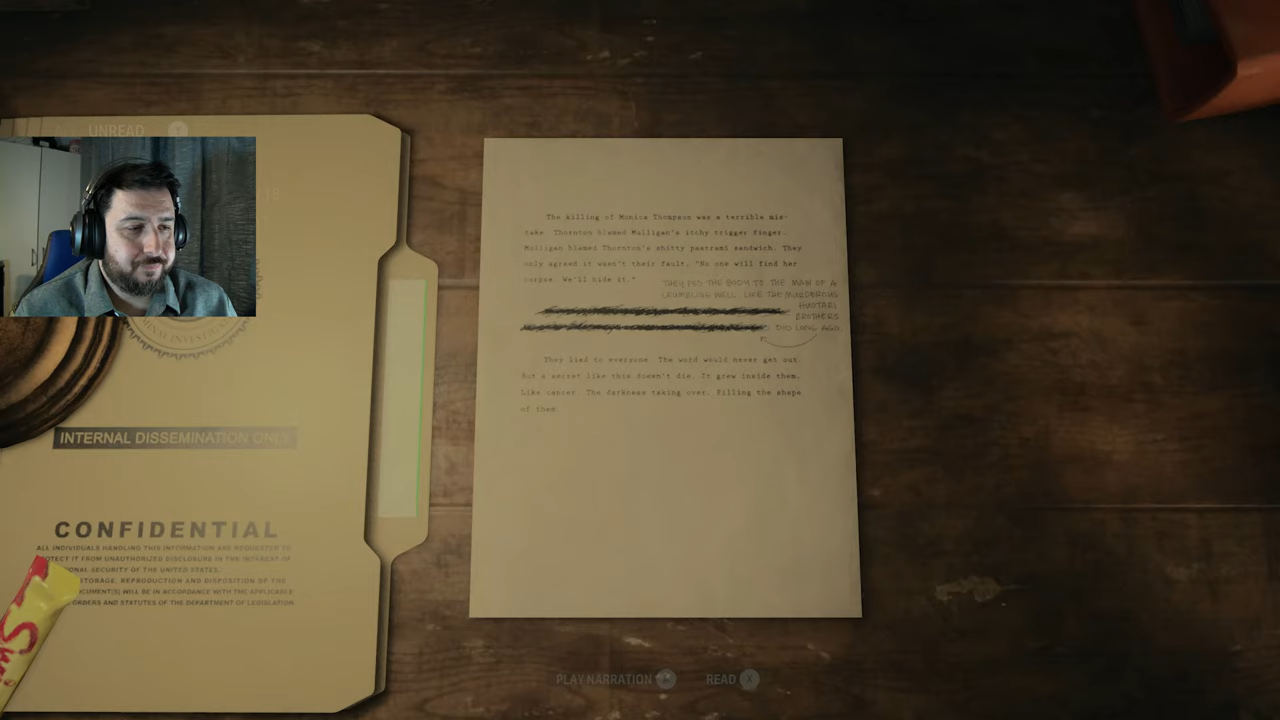 UNREAD
INTERNAL DISSEMINATION ONLY
CONFIDENTIAL
ALL INDIVIDUALS HANDLING THIS INFORMATION ARE REQUESTED TO
OTECT IT FROM UNAUTHORIZED DISCLOSURE IN THE INTEREST OF
ONAL SECURITY OF THE UNITED STATES.
STORAGE, REPRODUCTION AND DISPOSITION OF THE
OCUMENT(S) WILL BE IN ACCORDANCE WITH THE APPLICABLE
ORDERS AND STATUTES OF THE DEPARTMENT OF LEGISLATION
The killing of Monica Thompson was a terrible mis-
take. Thornton blamed Mulligan's itchy trigger finger.
Mulligan blamed Thornton's shitty pastrami sandwich. They
only agreed it wasn't their fault. "No one will find her
corpse. We'll hide it."
THEY FED THE BODY TO THE MAW OF A
CRUMBLING WELL LIKE THE MURDEROUS
HUOTARI
BROTHERS
DID LONG AGO.
They lied to everyone. The word would never get out.
But a secret like this doesn't die. It grew inside them.
Like cancer. The darkness taking over. Filling the shape
of them.
PLAY NARRATION
READ X